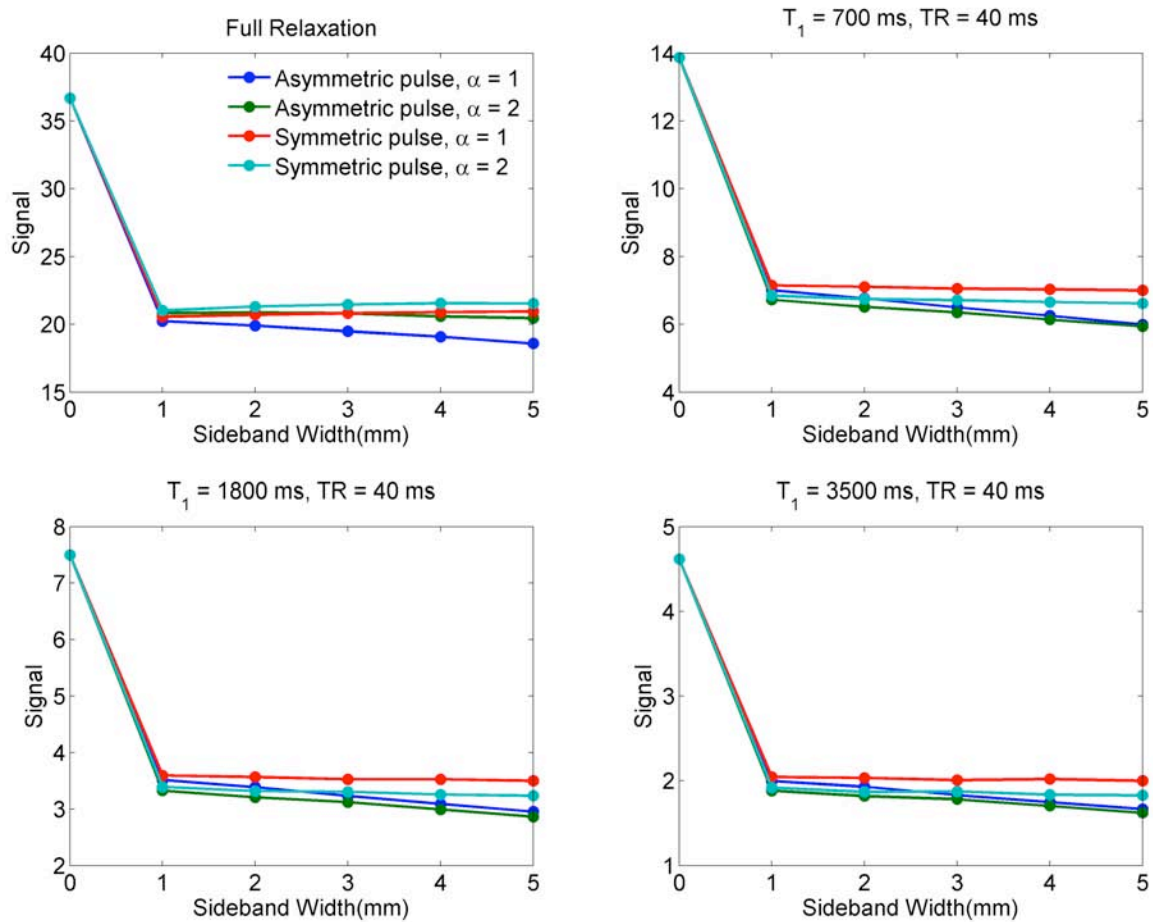 Full Relaxation
40
35
30
25
20
15
Signal
Asymmetric pulse, α = 1
Asymmetric pulse, α = 2
Symmetric pulse, α = 1
Symmetric pulse, α = 2
0 1 2 3 4 5
Sideband Width(mm)
T1 = 700 ms, TR = 40 ms
14
12
10
8
6
4
Signal
0 1 2 3 4 5
Sideband Width(mm)
T1 = 1800 ms, TR = 40 ms
8
7
6
5
4
3
2
Signal
0 1 2 3 4 5
Sideband Width(mm)
T1 = 3500 ms, TR = 40 ms
5
4
3
2
1
Signal
0 1 2 3 4 5
Sideband Width(mm)